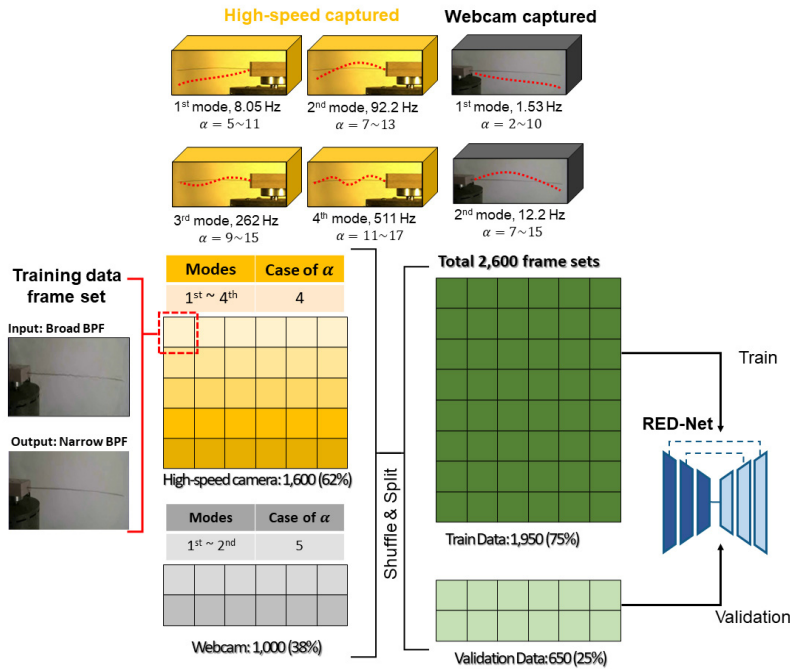 High-speed captured
Webcam captured
1st mode, 8.05 Hz
α = 5~11
2nd mode, 92.2 Hz
α = 7~13
1st mode, 1.53 Hz
α = 2~10
3rd mode, 262 Hz
α = 9~15
4th mode, 511 Hz
α = 11~17
2nd mode, 12.2 Hz
α = 7~15
Training data
frame set
Input: Broad BPF
Output: Narrow BPF
Modes
Case of α
1st ~ 4th
4
High-speed camera: 1,600 (62%)
Modes
Case of α
1st ~ 2nd
5
Webcam: 1,000 (38%)
Shuffle & Split
Total 2,600 frame sets
Train Data: 1,950 (75%)
Validation Data: 650 (25%)
Train
RED-Net
Validation